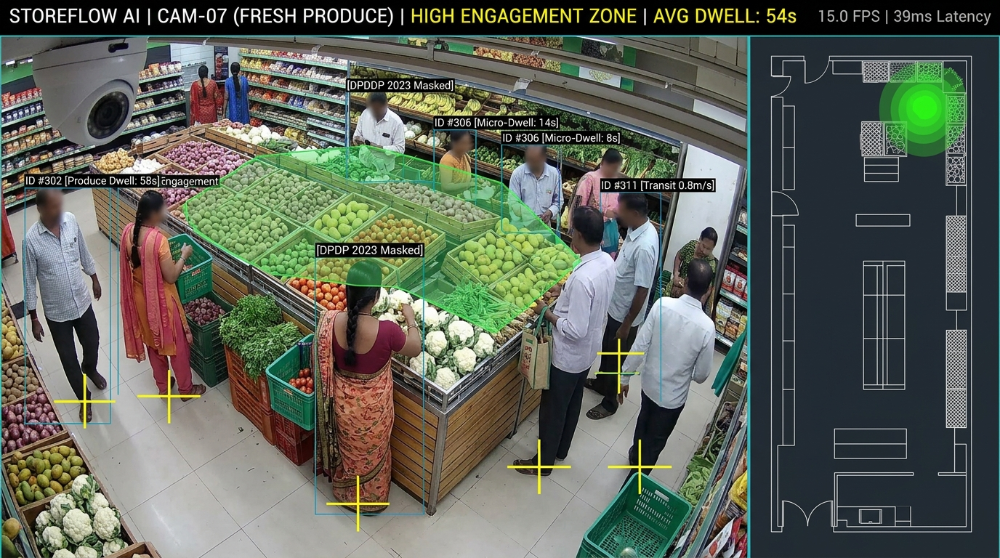 STOREFLOW AI | CAM-07 (FRESH PRODUCE) | HIGH ENGAGEMENT ZONE | AVG DWELL: 54s
15.0 FPS | 39ms Latency
[DPDDP 2023 Masked]
ID #306 [Micro-Dwell: 14s]
ID #306 [Micro-Dwell: 8s]
ID #302 [Produce Dwell: 58s]
ngagement
ID #311 [Transit 0.8m/s]
[DPDP 2023 Masked]